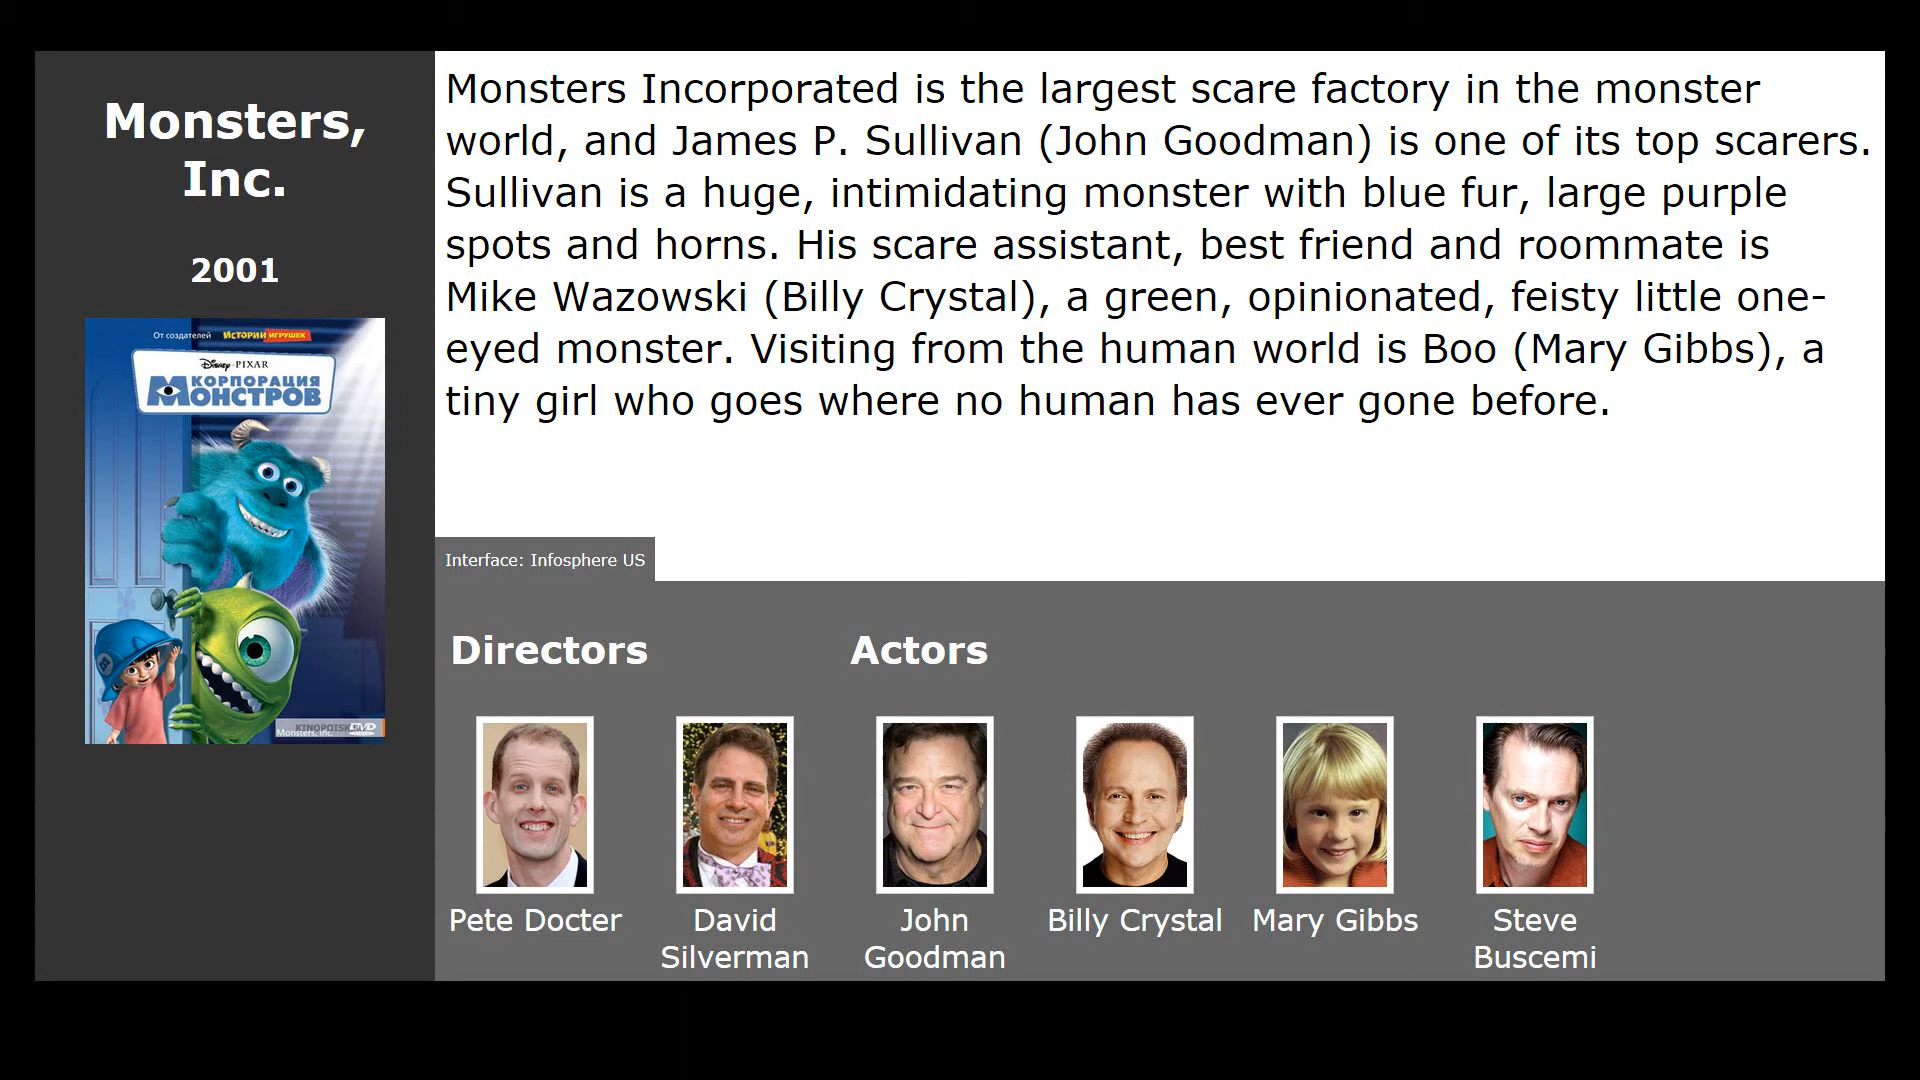 Monsters,
Inc.
2001
От создателей ИСТОРИИ ИГРУШЕК
Disney·PIXAR
КОРПОРАЦИЯ
МОНСТРОВ
KINOPOISK
DVD
Monsters, Inc.
Monsters Incorporated is the largest scare factory in the monster
world, and James P. Sullivan (John Goodman) is one of its top scarers.
Sullivan is a huge, intimidating monster with blue fur, large purple
spots and horns. His scare assistant, best friend and roommate is
Mike Wazowski (Billy Crystal), a green, opinionated, feisty little one-
eyed monster. Visiting from the human world is Boo (Mary Gibbs), a
tiny girl who goes where no human has ever gone before.
Interface: Infosphere US
Directors
Actors
Pete Docter
David
Silverman
John
Goodman
Billy Crystal
Mary Gibbs
Steve
Buscemi